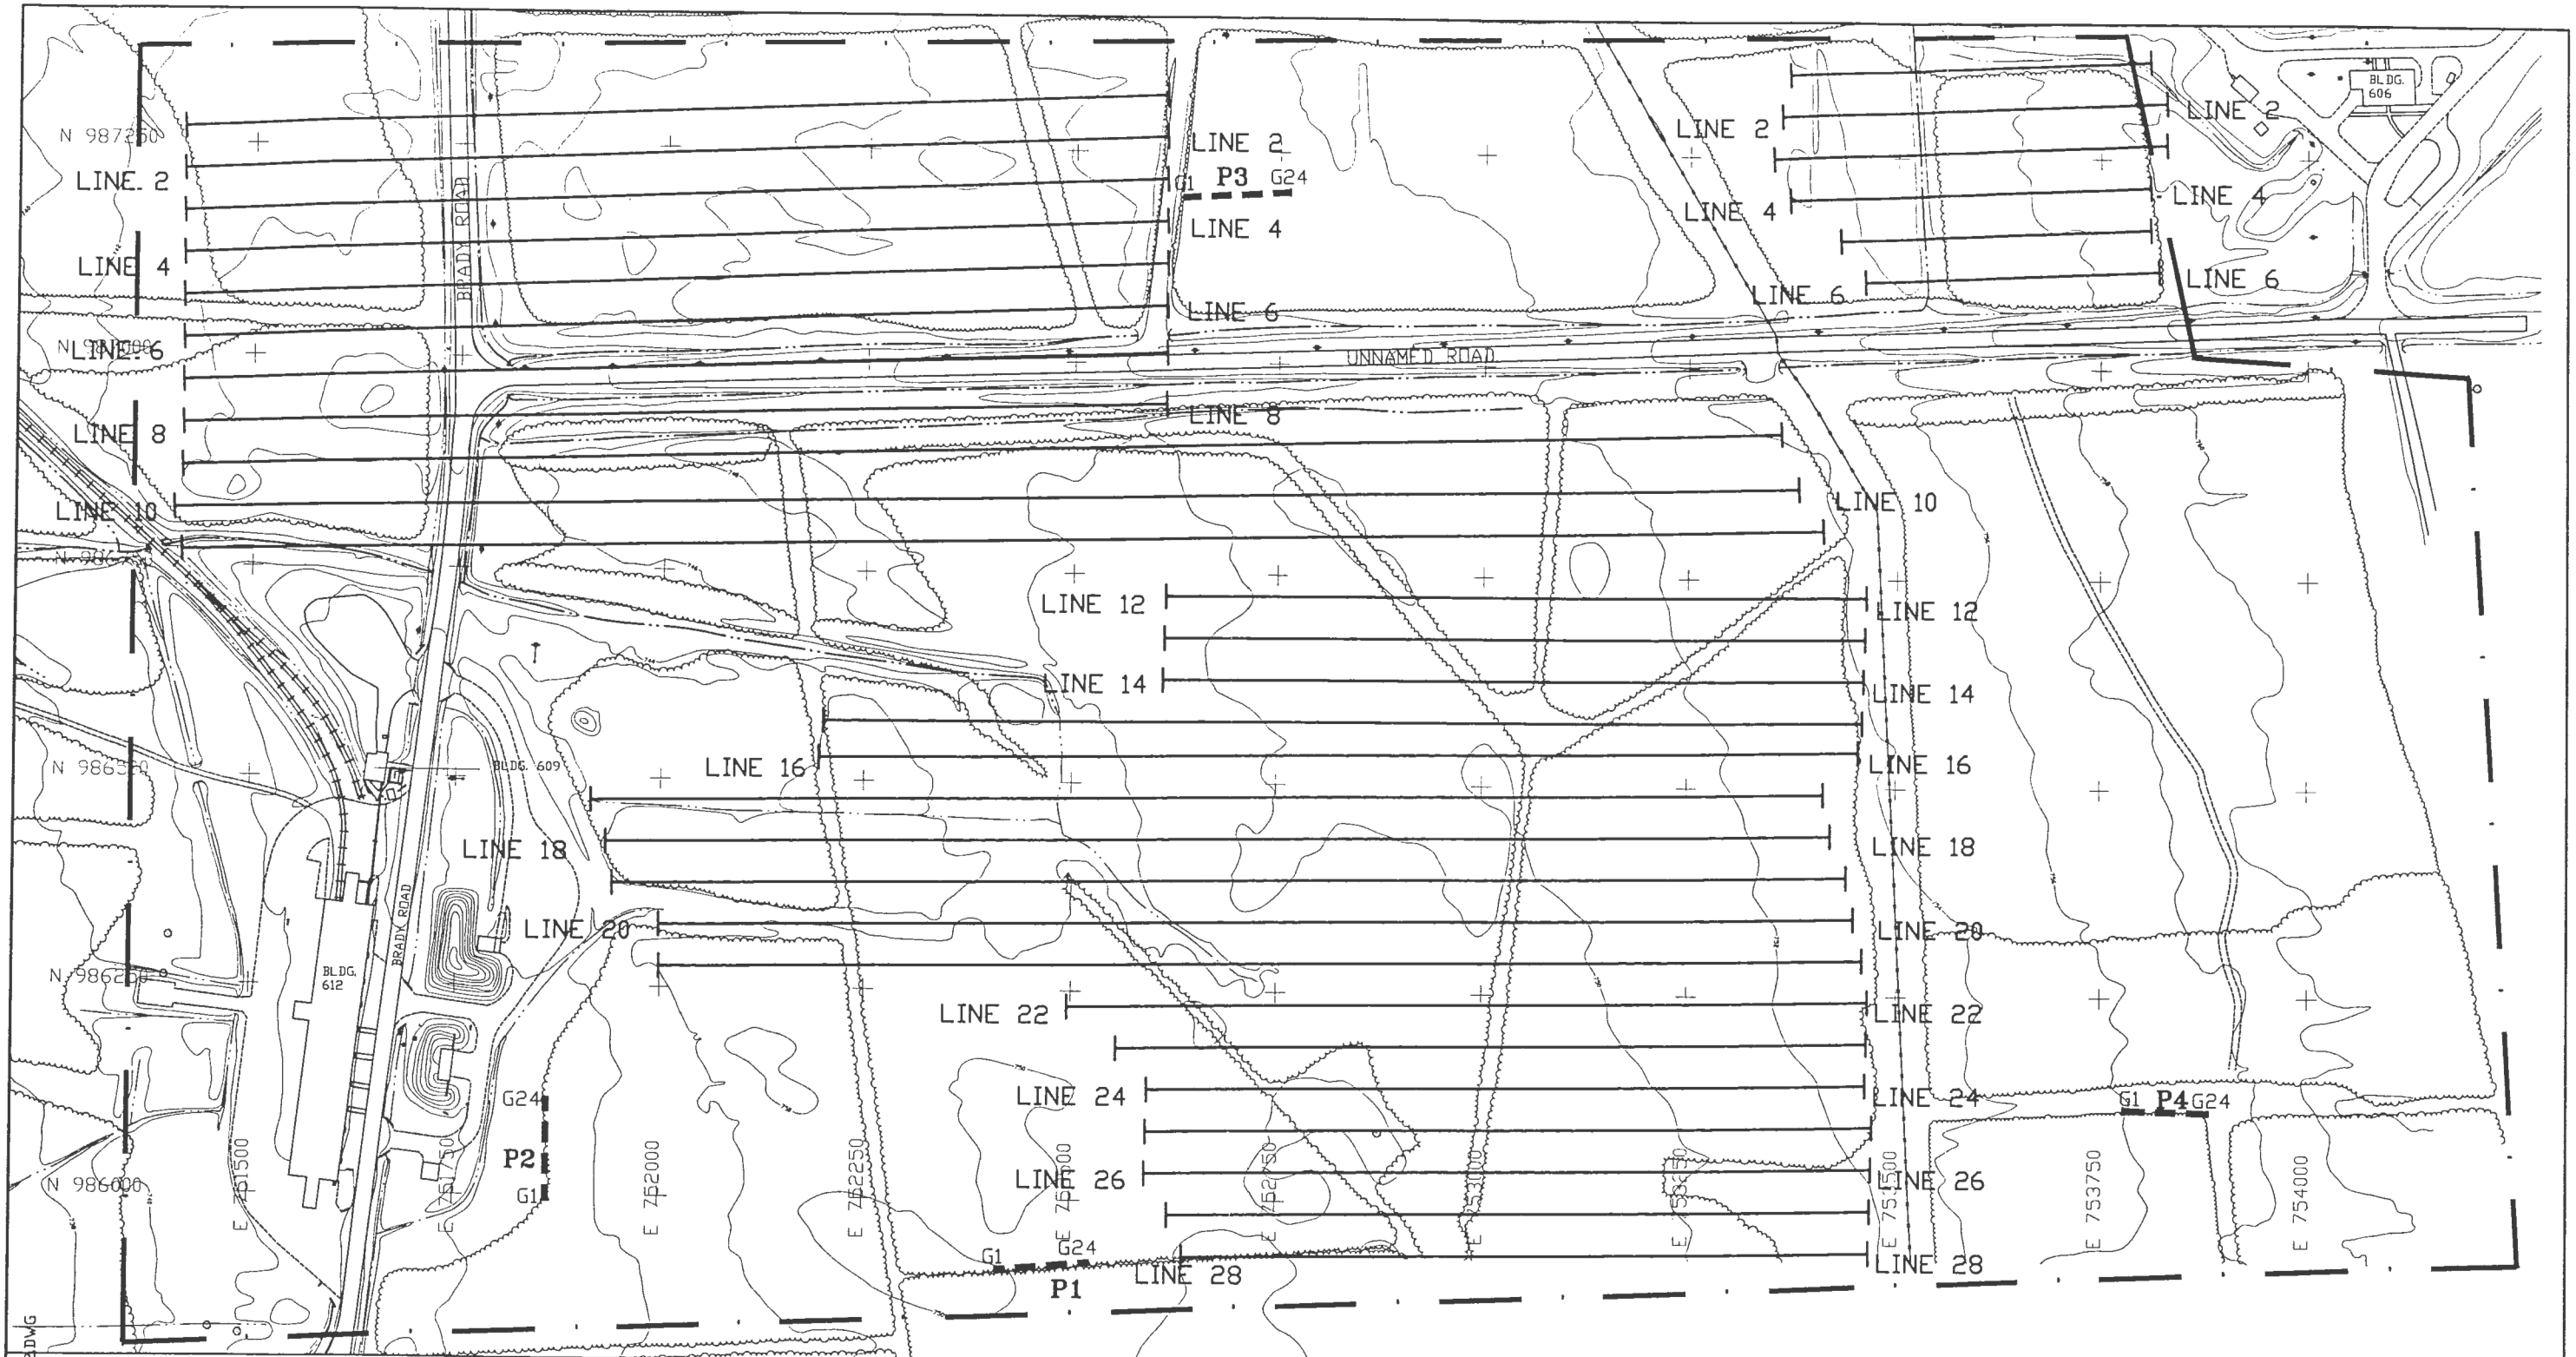 BLDG.
606
LINE 2
LINE 2
LINE 2
LINE 2
N 987250
G1 P3 G24
BRADY ROAD
LINE 4
LINE 4
LINE 4
LINE 4
LINE 6
LINE 6
LINE 6
LINE 6
UNNAMED ROAD
LINE 8
LINE 8
LINE 10
LINE 10
LINE 12
LINE 12
LINE 14
LINE 14
BLDG. 609
LINE 16
LINE 16
LINE 18
LINE 18
BRADY ROAD
LINE 20
LINE 20
N 986250
BLDG.
612
LINE 22
LINE 22
G24
LINE 24
LINE 24
G1 P4 G24
P2
G1
LINE 26
LINE 26
N 986000
E 751500
E 751750
E 752000
E 752250
E 752750
E 753000
E 753250
E 753500
E 753750
E 754000
G1 G24
P1
LINE 28
LINE 28